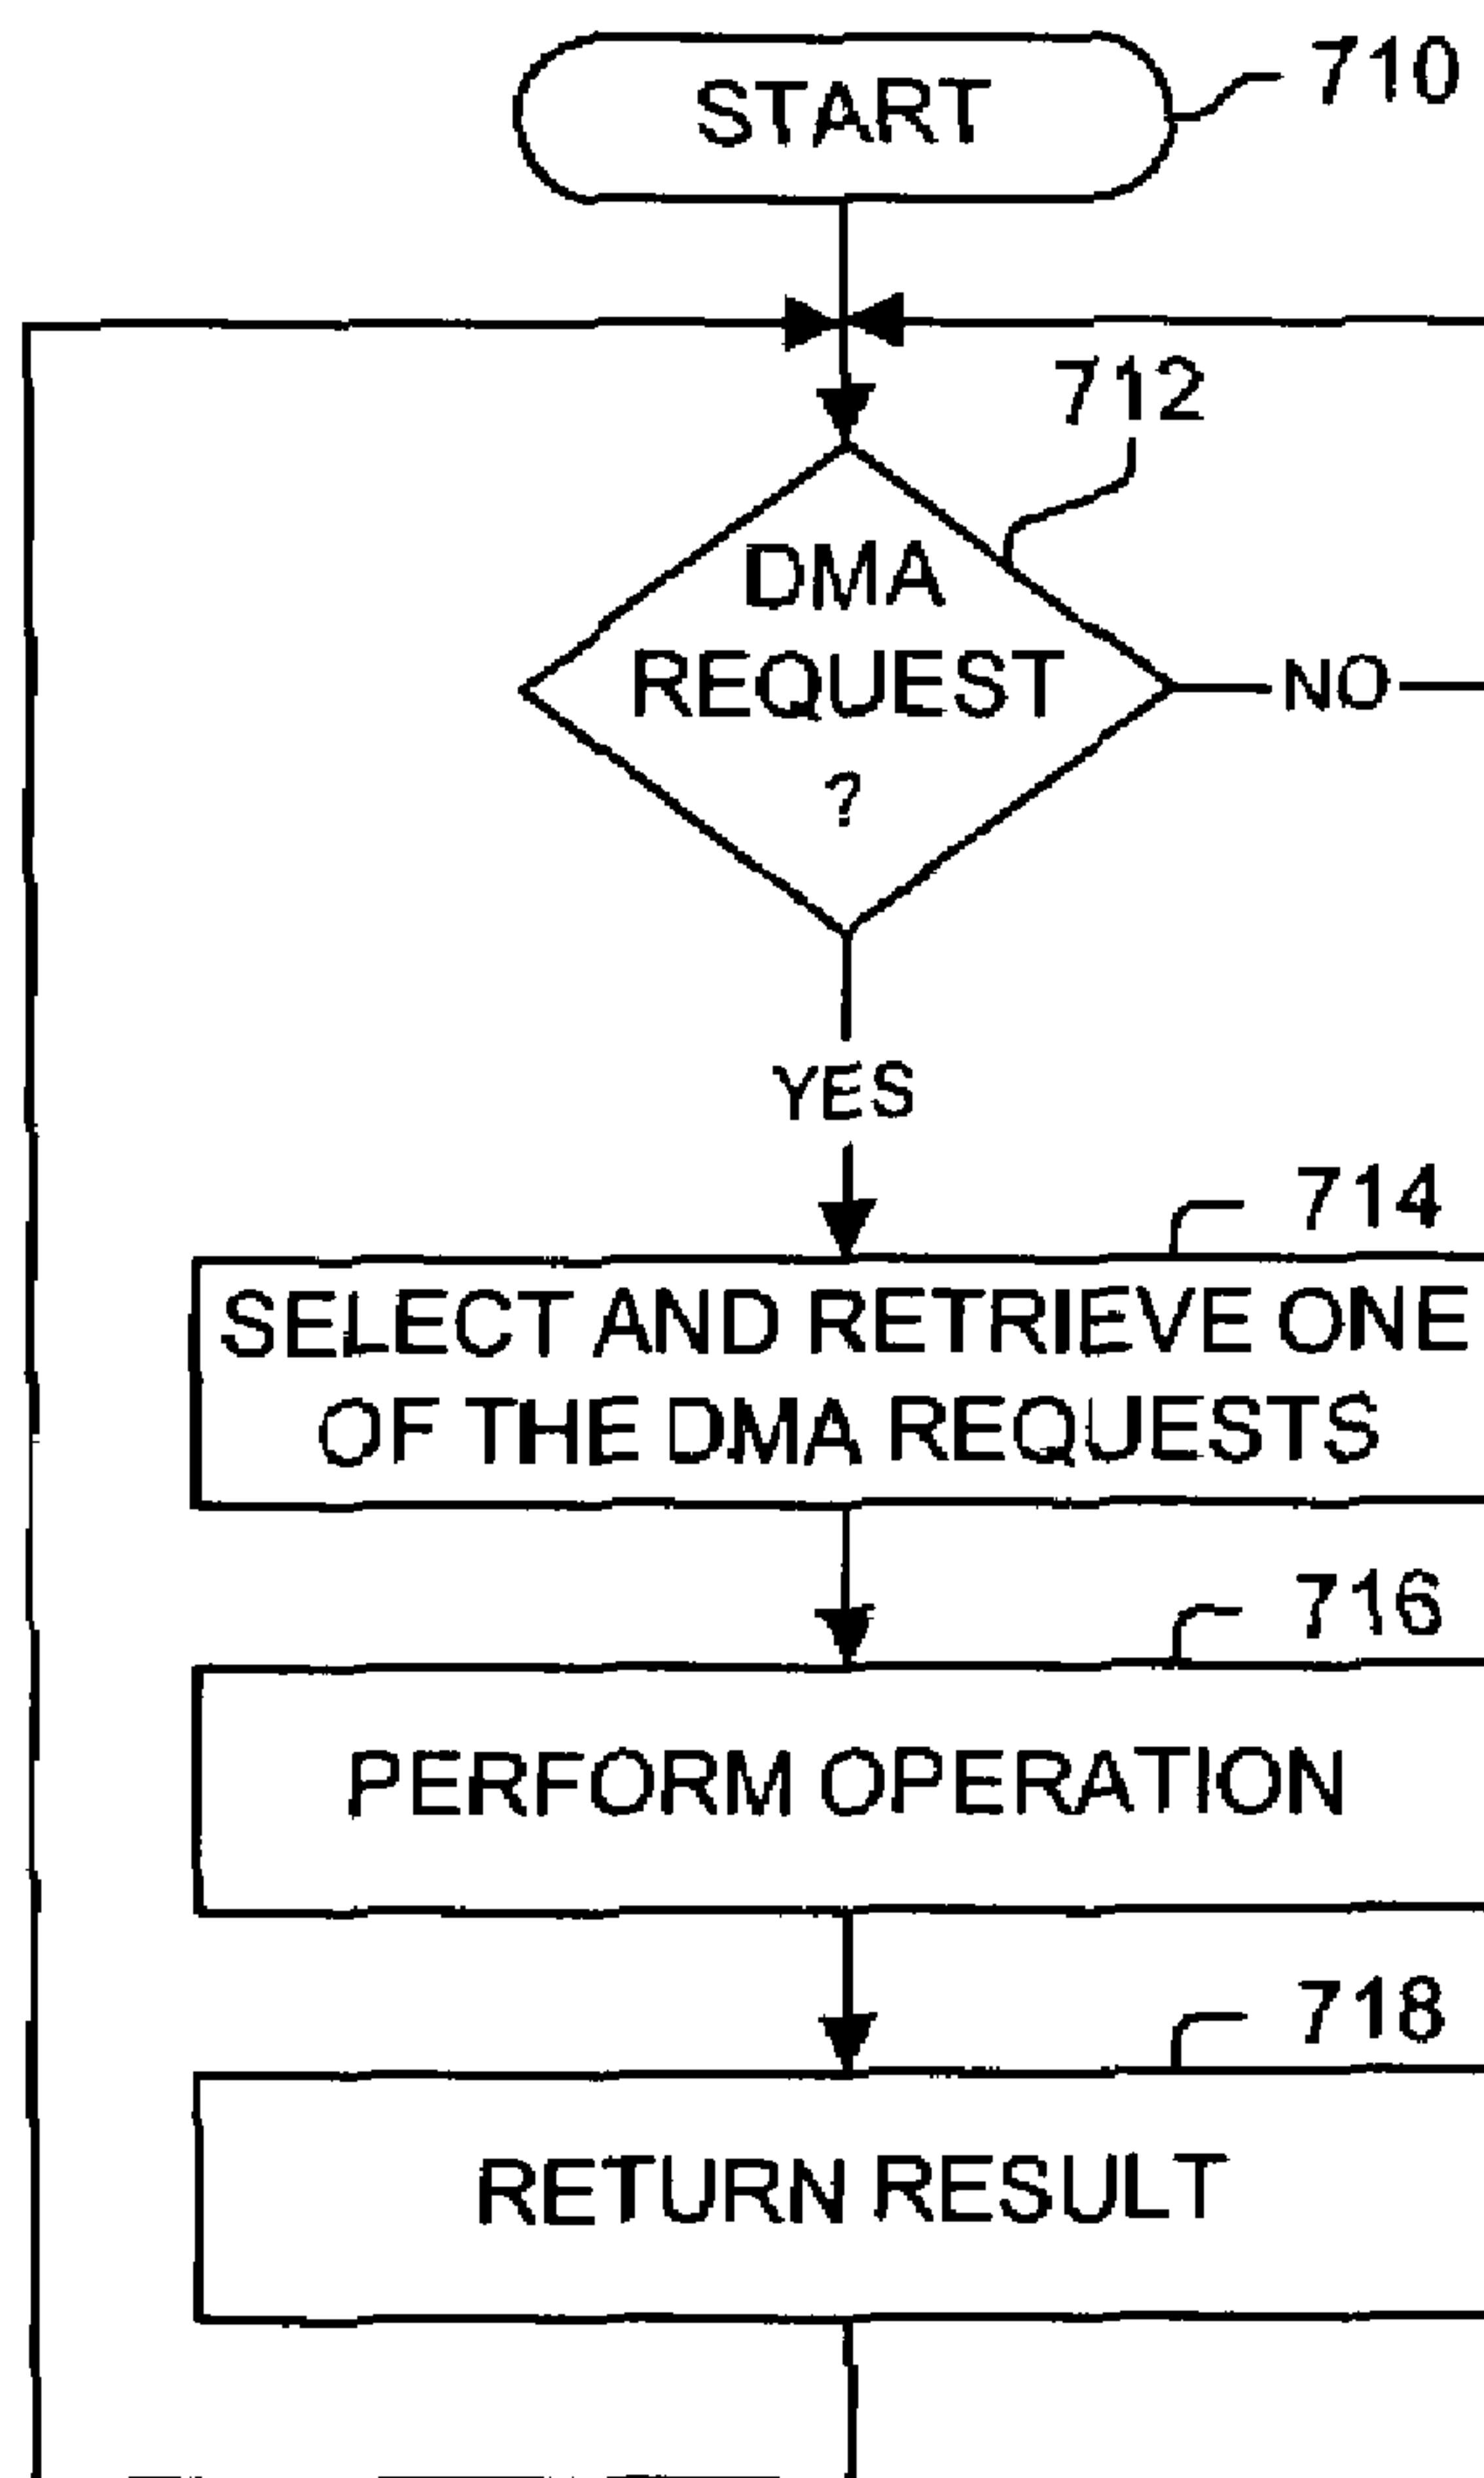 START
710
712
DMA
REQUEST
?
NO
YES
714
SELECT AND RETRIEVE ONE
OF THE DMA REQUESTS
716
PERFORM OPERATION
718
RETURN RESULT